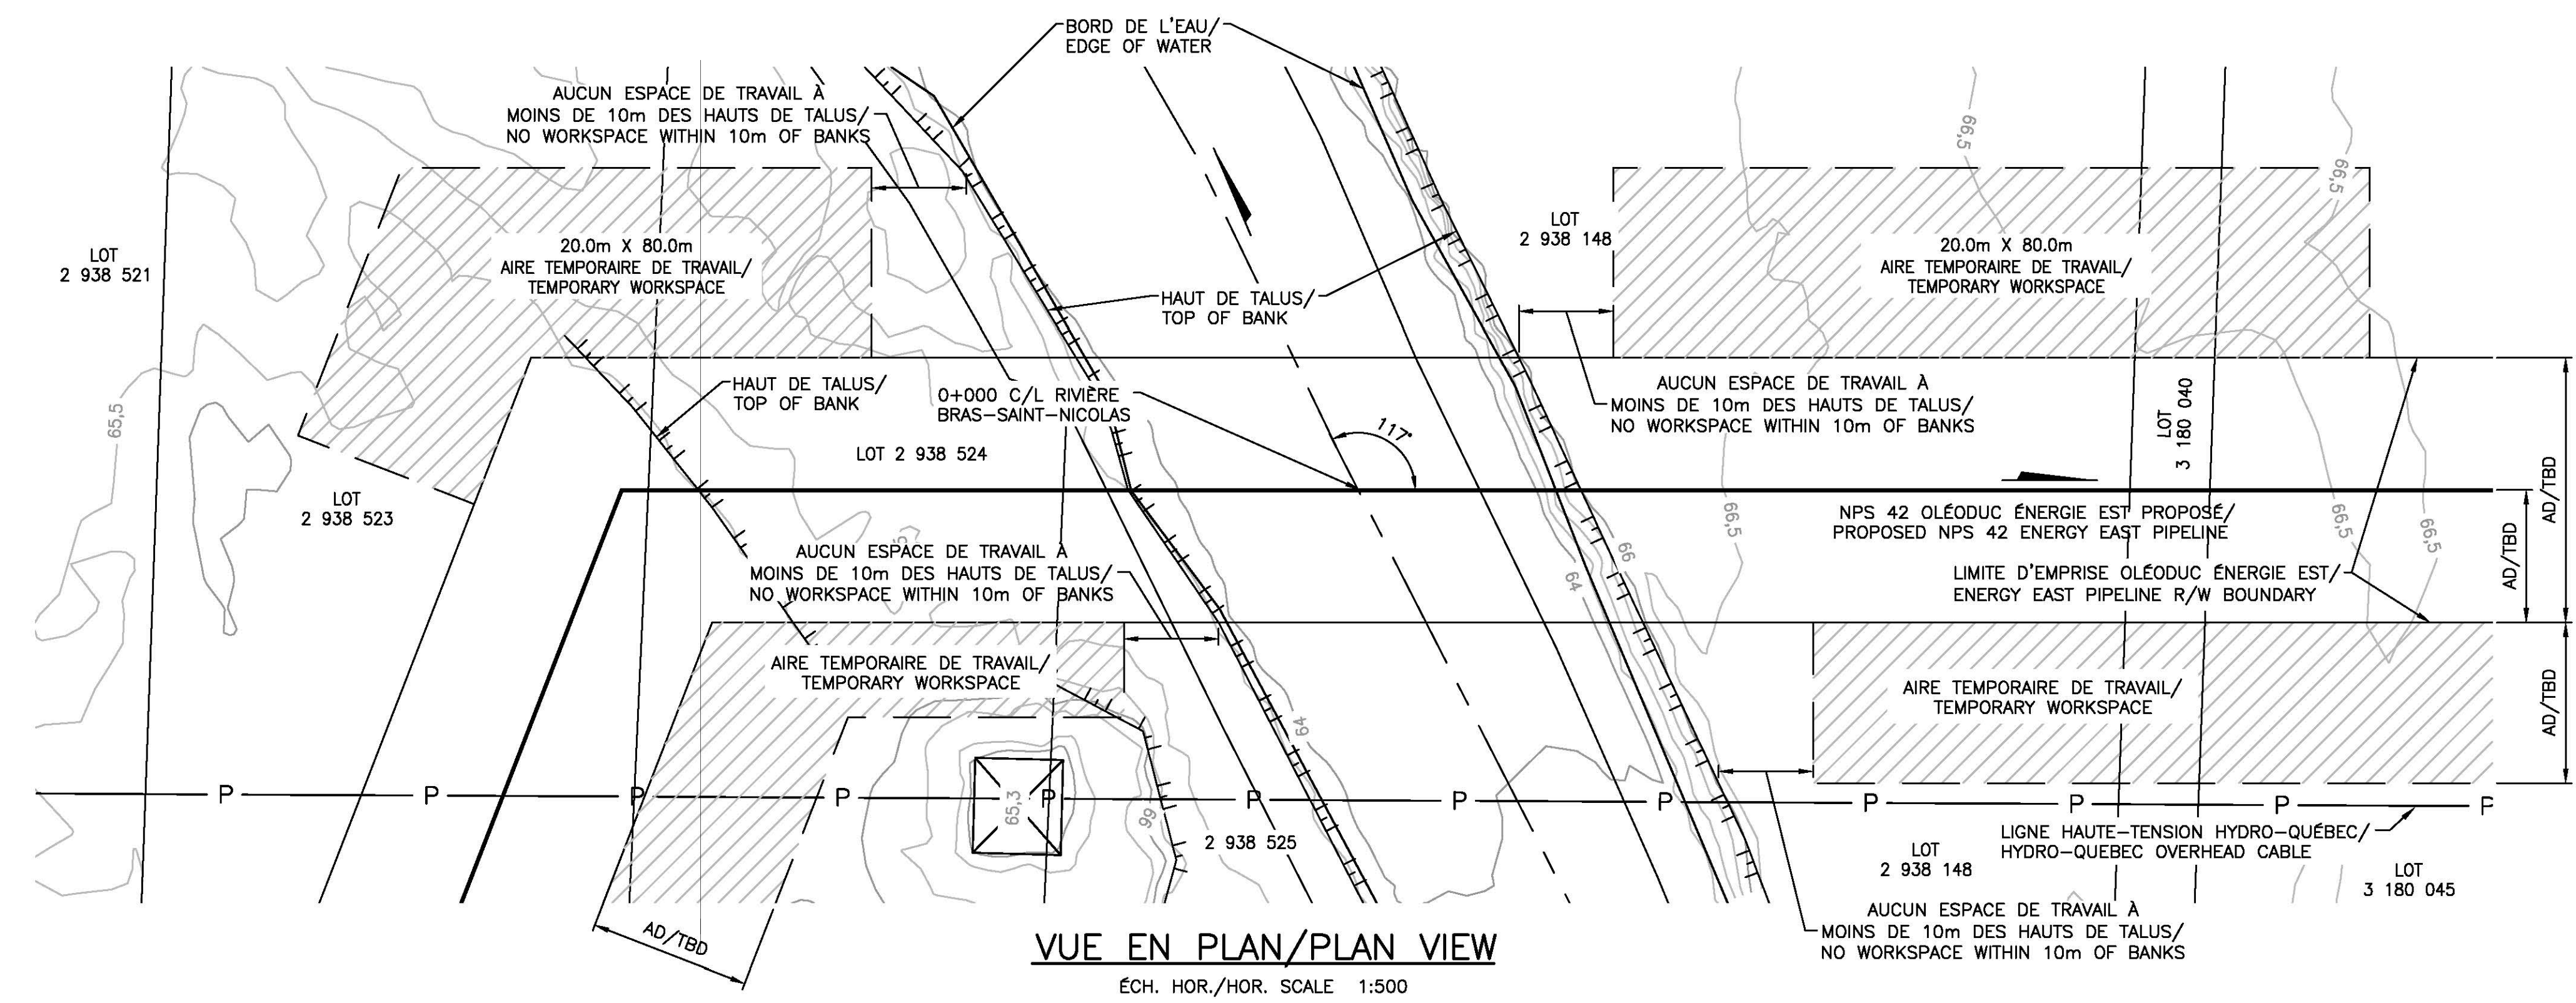 BORD DE L'EAU/
EDGE OF WATER
AUCUN ESPACE DE TRAVAIL À
MOINS DE 10m DES HAUTS DE TALUS/
NO WORKSPACE WITHIN 10m OF BANKS
66,5
66,5
LOT
2 938 148
LOT
2 938 521
20.0m X 80.0m
AIRE TEMPORAIRE DE TRAVAIL/
TEMPORARY WORKSPACE
20.0m X 80.0m
AIRE TEMPORAIRE DE TRAVAIL/
TEMPORARY WORKSPACE
HAUT DE TALUS/
TOP OF BANK
HAUT DE TALUS/
TOP OF BANK
0+000 C/L RIVIÈRE
BRAS-SAINT-NICOLAS
AUCUN ESPACE DE TRAVAIL À
MOINS DE 10m DES HAUTS DE TALUS/
NO WORKSPACE WITHIN 10m OF BANKS
65,5
117°
LOT
3 180 040
LOT 2 938 524
LOT
2 938 523
AD/TBD
AD/TBD
NPS 42 OLÉODUC ÉNERGIE EST PROPOSÉ/
PROPOSED NPS 42 ENERGY EAST PIPELINE
66,5
66,5
66,5
66
64
AUCUN ESPACE DE TRAVAIL À
MOINS DE 10m DES HAUTS DE TALUS/
NO WORKSPACE WITHIN 10m OF BANKS
LIMITE D'EMPRISE OLÉODUC ÉNERGIE EST/
ENERGY EAST PIPELINE R/W BOUNDARY
AIRE TEMPORAIRE DE TRAVAIL/
TEMPORARY WORKSPACE
AIRE TEMPORAIRE DE TRAVAIL/
TEMPORARY WORKSPACE
AD/TBD
64
65,3
66
P P P P P P P P P P P P
2 938 525
LIGNE HAUTE-TENSION HYDRO-QUÉBEC/
HYDRO-QUEBEC OVERHEAD CABLE
LOT
2 938 148
LOT
3 180 045
AUCUN ESPACE DE TRAVAIL À
MOINS DE 10m DES HAUTS DE TALUS/
NO WORKSPACE WITHIN 10m OF BANKS
AD/TBD
VUE EN PLAN/PLAN VIEW
ÉCH. HOR./HOR. SCALE 1:500